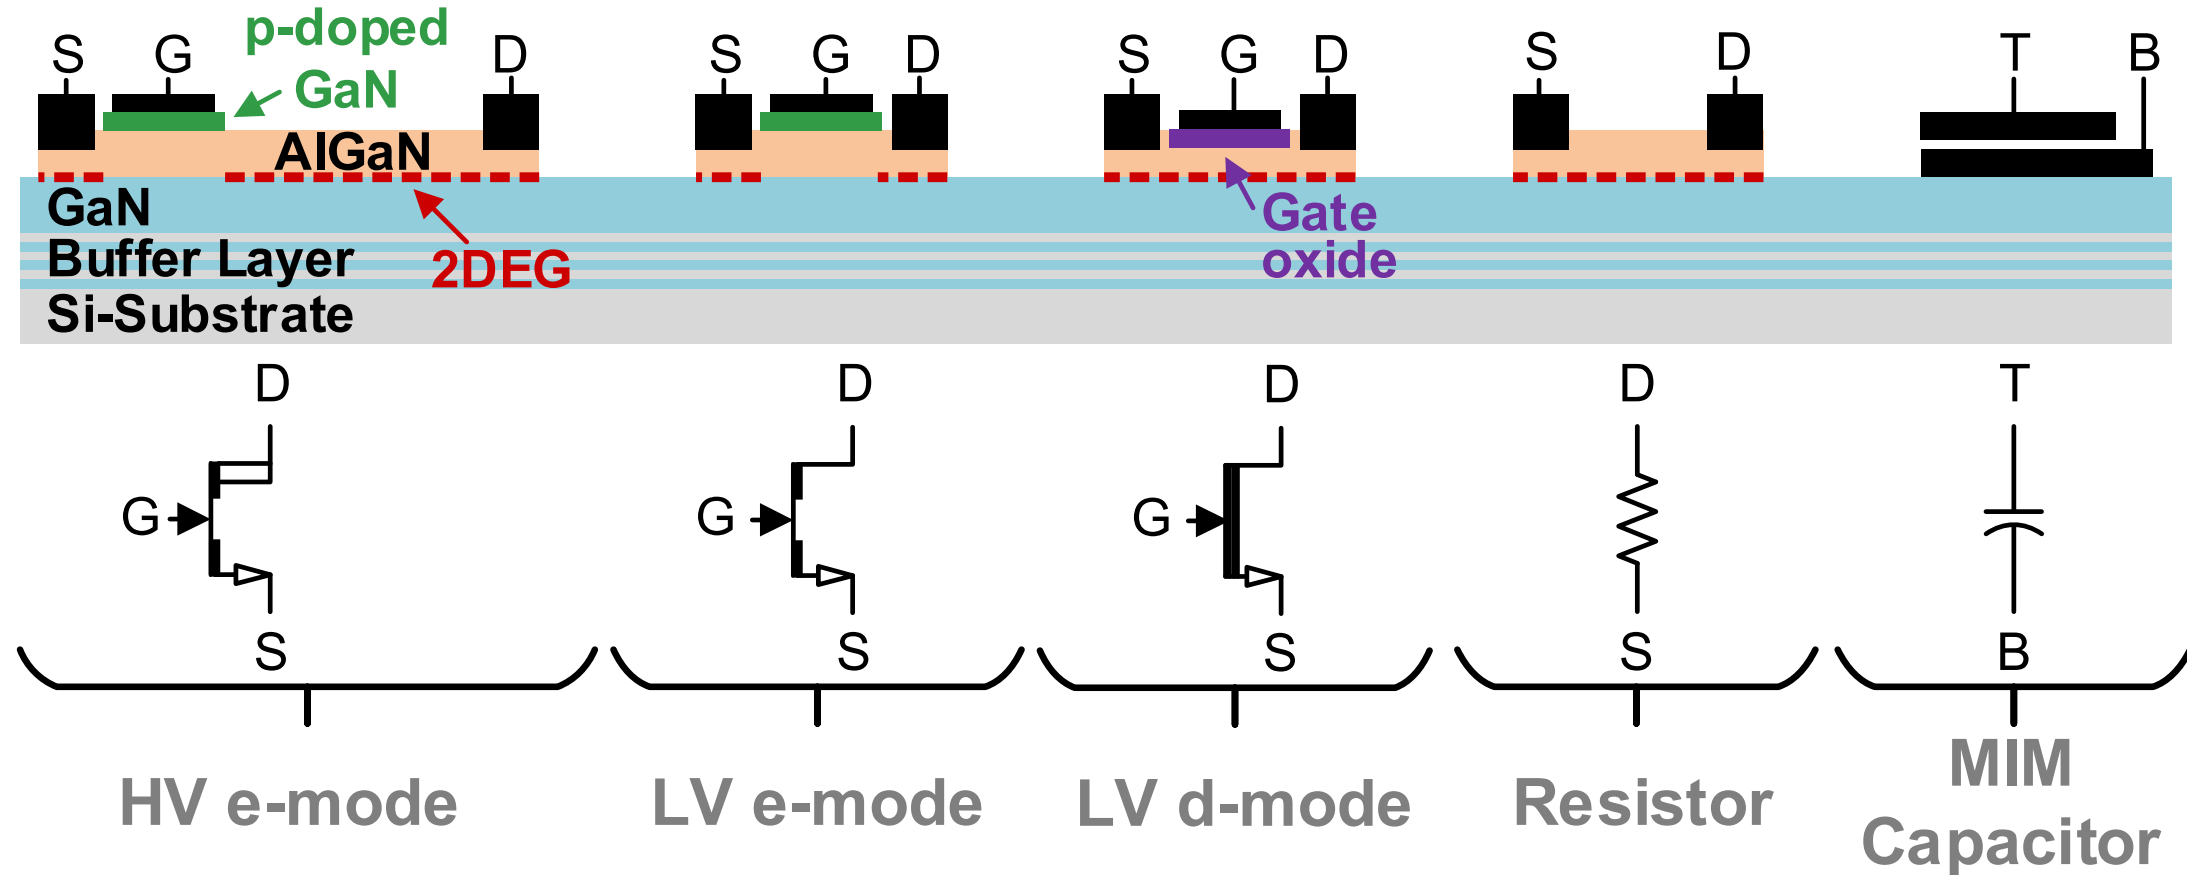 p-doped
GaN
S G D
S G D
S G D
S D
T B
AlGaN
GaN
Buffer Layer
Si-Substrate
2DEG
Gate
oxide
D
G
S
D
G
S
D
G
S
D
S
T
B
HV e-mode
LV e-mode
LV d-mode
Resistor
MIM
Capacitor